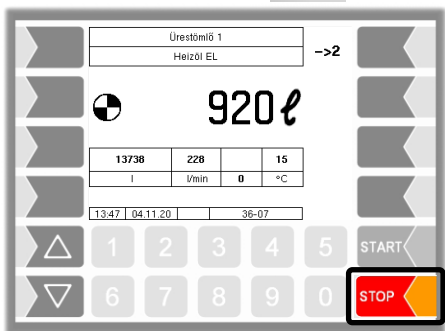 Ürestömlő 1
Heizöl EL
->2
920 ℓ
13738 228 15
l l/min 0 °C
13:47 04.11.20 36-07
1 2 3 4 5 START
6 7 8 9 0 STOP